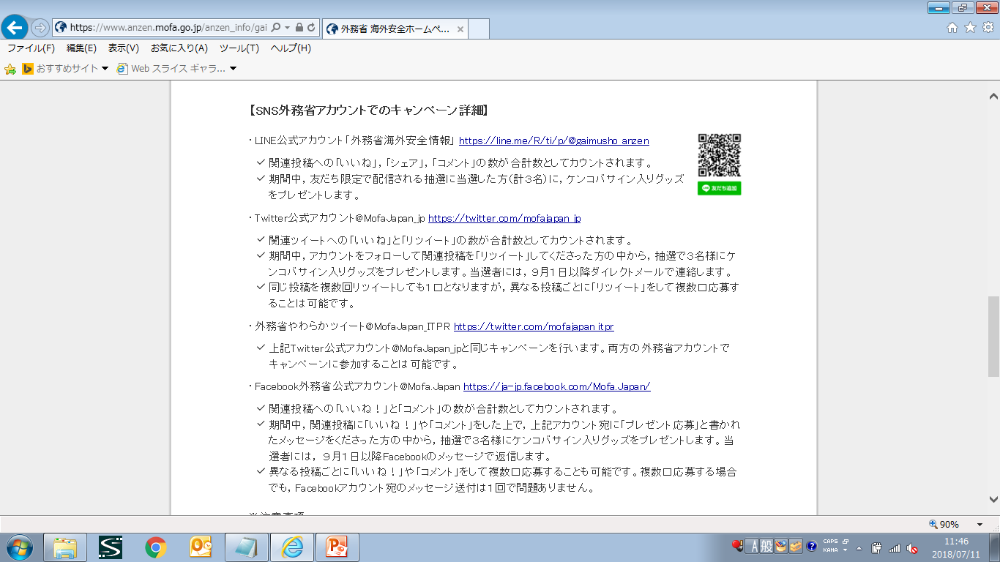 https://www.anzen.mofa.go.jp/anzen_info/gai
外務省 海外安全ホームペ...
ファイル(F) 編集(E) 表示(V) お気に入り(A) ツール(T) ヘルプ(H)
おすすめサイト Web スライス ギャラ...
【SNS外務省アカウントでのキャンペーン詳細】
・LINE公式アカウント「外務省海外安全情報」 https://line.me/R/ti/p/@gaimusho_anzen
✓ 関連投稿への「いいね」，「シェア」，「コメント」の数が合計数としてカウントされます。
✓ 期間中，友だち限定で配信される抽選に当選した方（計３名）に，ケンコバサイン入りグッズ
をプレゼントします。
友だち追加
・Twitter公式アカウント@MofaJapan_jp https://twitter.com/mofajapan_jp
✓ 関連ツイートへの「いいね」と「リツイート」の数が合計数としてカウントされます。
✓ 期間中，アカウントをフォローして関連投稿を「リツイート」してくださった方の中から，抽選で３名様にケ
ンコバサイン入りグッズをプレゼントします。当選者には，９月１日以降ダイレクトメールで連絡します。
✓ 同じ投稿を複数回リツイートしても１口となりますが，異なる投稿ごとに「リツイート」をして複数口応募す
ることは可能です。
・外務省やわらかツイート@MofaJapan_ITPR https://twitter.com/mofajapan_itpr
✓ 上記Twitter公式アカウント@MofaJapan_jpと同じキャンペーンを行います。両方の外務省アカウントで
キャンペーンに参加することは可能です。
・Facebook外務省公式アカウント@Mofa.Japan https://ja-jp.facebook.com/Mofa.Japan/
✓ 関連投稿への「いいね！」と「コメント」の数が合計数としてカウントされます。
✓ 期間中，関連投稿に「いいね！」や「コメント」をした上で，上記アカウント宛に「プレゼント応募」と書かれ
たメッセージをくださった方の中から，抽選で３名様にケンコバサイン入りグッズをプレゼントします。当
選者には，９月１日以降Facebookのメッセージで返信します。
✓ 異なる投稿ごとに「いいね！」や「コメント」をして複数口応募することも可能です。複数口応募する場合
でも，Facebookアカウント宛のメッセージ送付は１回で問題ありません。
※注意事項
90%
A 般 CAPS
KANA
11:46
2018/07/11